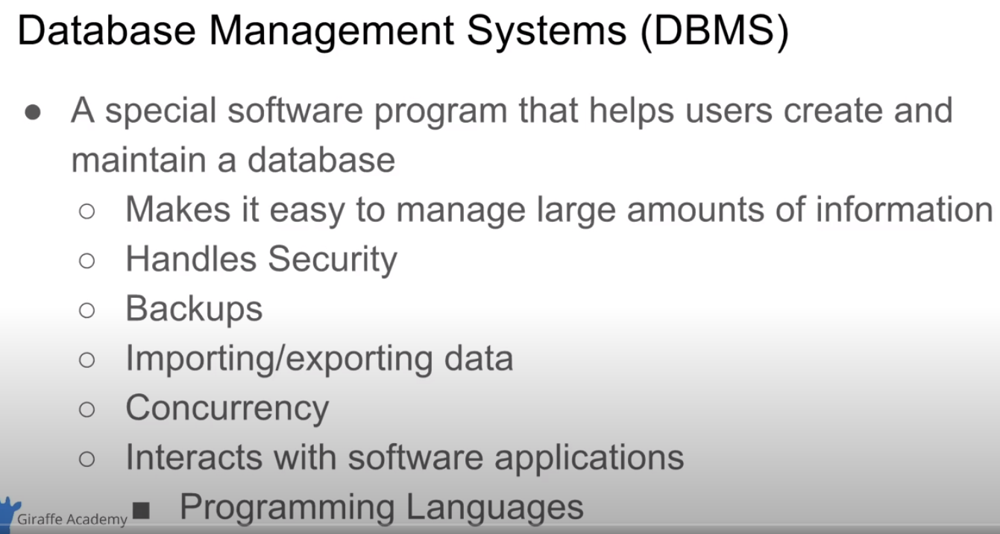 Database Management Systems (DBMS)
● A special software program that helps users create and
maintain a database
○ Makes it easy to manage large amounts of information
○ Handles Security
○ Backups
○ Importing/exporting data
○ Concurrency
○ Interacts with software applications
■ Programming Languages
Giraffe Academy